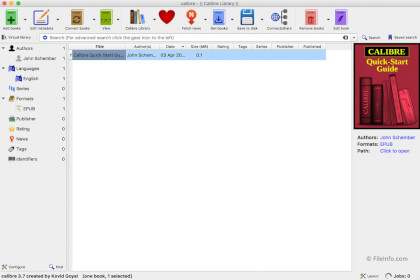 calibre - || Calibre Library ||
Add books
Edit metadata
Convert books
View
Get books
Calibre Library
Fetch news
Save to disk
Connect/share
Remove books
Edit book
Virtual library
Search (For advanced search click the gear icon to the left)
Saved Search
Title
Author(s)
Date
Size (MB)
Rating
Tags
Series
Publisher
Published
Authors 1
John Schember 1
Languages 1
English 1
Series 0
Formats 1
EPUB 1
Publisher 0
Rating 0
News 0
Tags 0
Identifiers 0
1 Calibre Quick-Start Gu... John Schem... 03 Apr 20... 0.1
CALIBRE
Quick-Start
Guide
Authors: John Schember
Formats: EPUB
Path: Click to open
© FileInfo.com
Configure
Find
calibre 3.7 created by Kovid Goyal [one book, 1 selected]
Layout
Jobs: 0